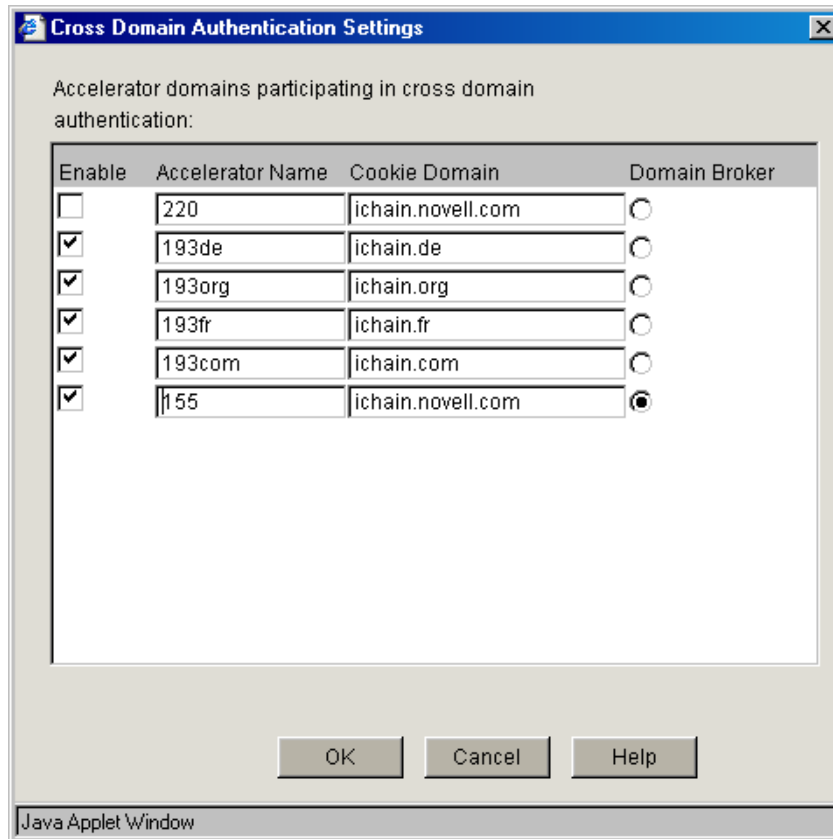 Cross Domain Authentication Settings
Accelerator domains participating in cross domain
authentication:
Enable Accelerator Name Cookie Domain Domain Broker
220 ichain.novell.com
193de ichain.de
193org ichain.org
193fr ichain.fr
193com ichain.com
155 ichain.novell.com
OK Cancel Help
Java Applet Window